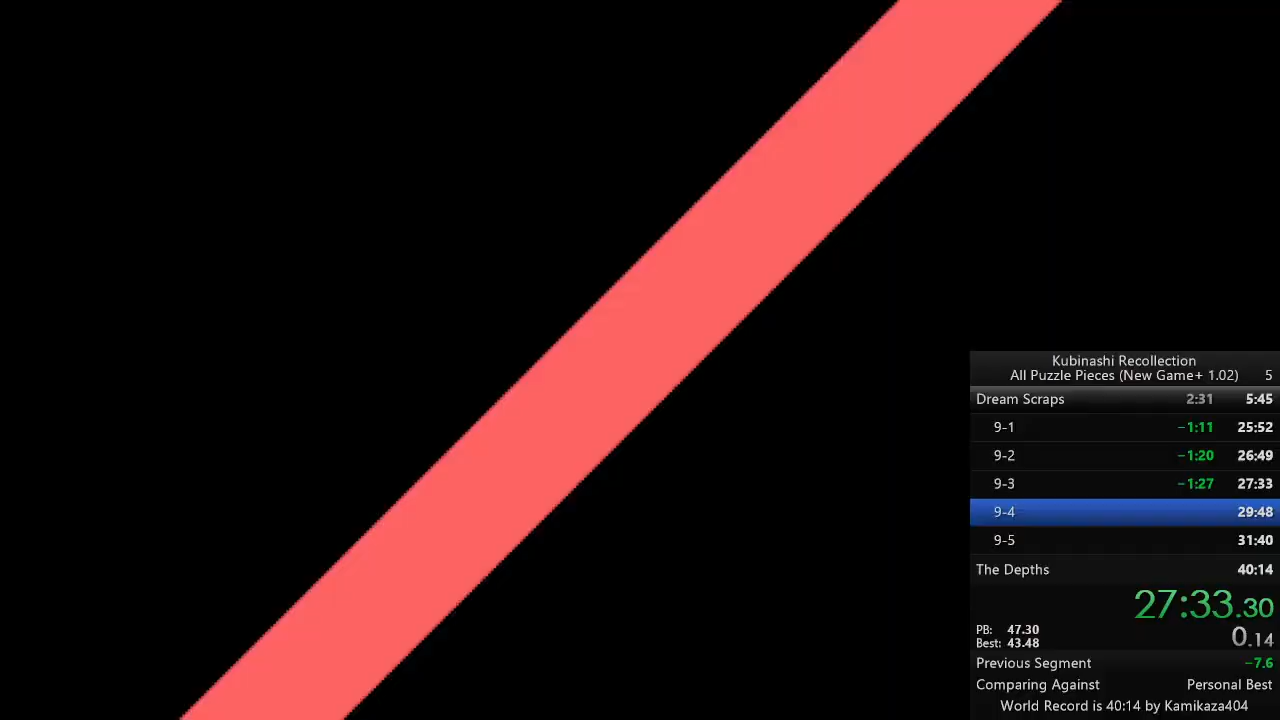 Kubinashi Recollection
All Puzzle Pieces (New Game+ 1.02) 5
Dream Scraps 2:31 5:45
9-1 −1:11 25:52
9-2 −1:20 26:49
9-3 −1:27 27:33
9-4 29:48
9-5 31:40
The Depths 40:14
27:33.30
PB: 47.30
Best: 43.48 0.14
Previous Segment −7.6
Comparing Against Personal Best
World Record is 40:14 by Kamikaza404